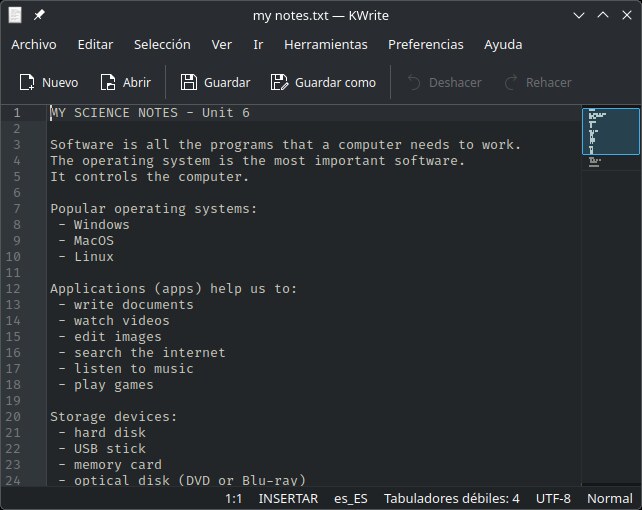 my notes.txt — KWrite
Archivo Editar Selección Ver Ir Herramientas Preferencias Ayuda
Nuevo Abrir Guardar Guardar como Deshacer Rehacer
1 MY SCIENCE NOTES - Unit 6
2
3 Software is all the programs that a computer needs to work.
4 The operating system is the most important software.
5 It controls the computer.
6
7 Popular operating systems:
8 - Windows
9 - MacOS
10 - Linux
11
12 Applications (apps) help us to:
13 - write documents
14 - watch videos
15 - edit images
16 - search the internet
17 - listen to music
18 - play games
19
20 Storage devices:
21 - hard disk
22 - USB stick
23 - memory card
24 - optical disk (DVD or Blu-ray)
1:1 INSERTAR es_ES Tabuladores débiles: 4 UTF-8 Normal